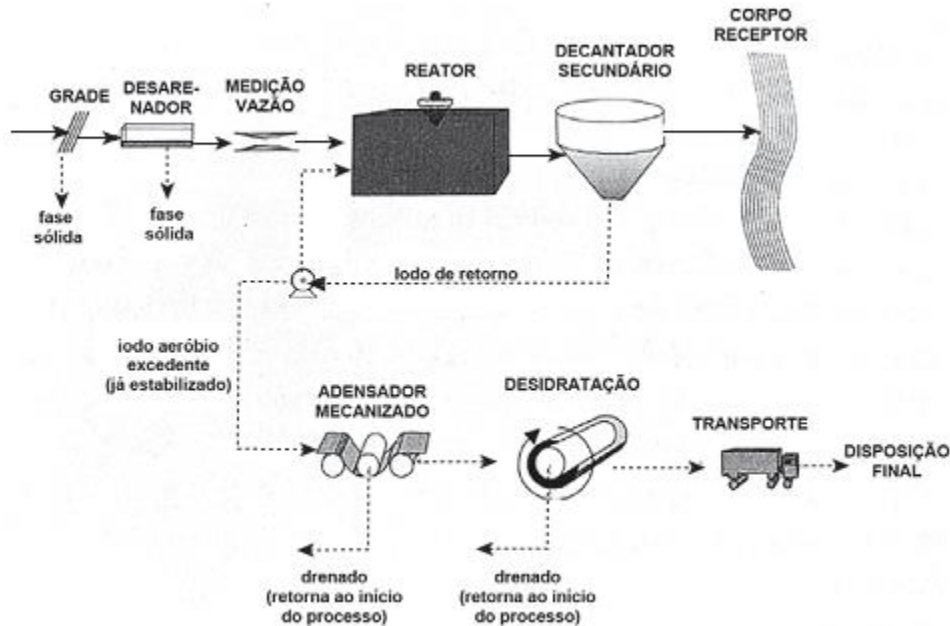 CORPO
RECEPTOR
DECANTADOR
SECUNDÁRIO
REATOR
MEDIÇÃO
VAZÃO
DESARE-
NADOR
GRADE
fase
sólida
fase
sólida
lodo de retorno
iodo aeróbio
excedente
(já estabilizado)
ADENSADOR
MECANIZADO
DESIDRATAÇÃO
TRANSPORTE
DISPOSIÇÃO
FINAL
drenado
(retorna ao início
do processo)
drenado
(retorna ao início
do processo)